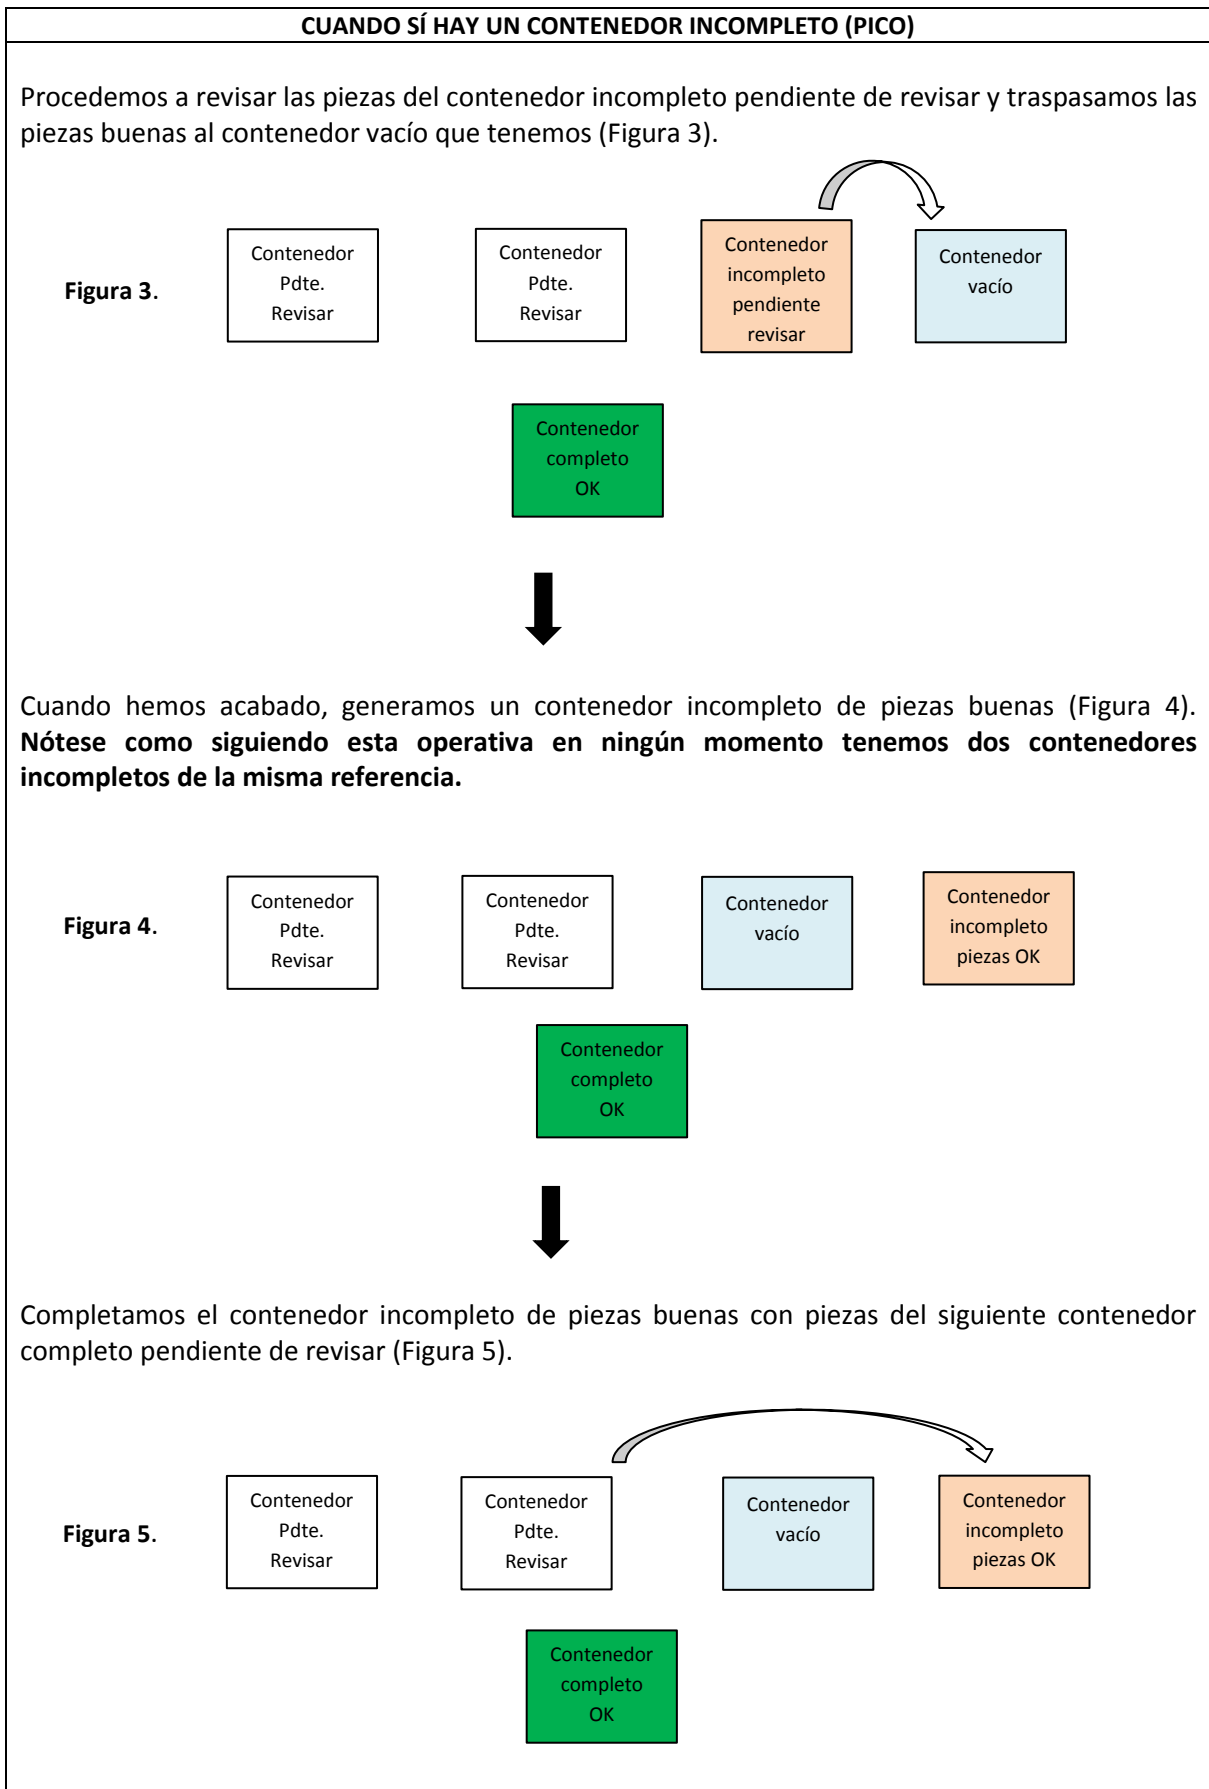 CUANDO SÍ HAY UN CONTENEDOR INCOMPLETO (PICO)
Procedemos a revisar las piezas del contenedor incompleto pendiente de revisar y traspasamos las
piezas buenas al contenedor vacío que tenemos (Figura 3).
Figura 3.
Contenedor
Pdte.
Revisar
Contenedor
Pdte.
Revisar
Contenedor
incompleto
pendiente
revisar
Contenedor
vacío
Contenedor
completo
OK
Cuando hemos acabado, generamos un contenedor incompleto de piezas buenas (Figura 4).
Nótese como siguiendo esta operativa en ningún momento tenemos dos contenedores
incompletos de la misma referencia.
Figura 4.
Contenedor
Pdte.
Revisar
Contenedor
Pdte.
Revisar
Contenedor
vacío
Contenedor
incompleto
piezas OK
Contenedor
completo
OK
Completamos el contenedor incompleto de piezas buenas con piezas del siguiente contenedor
completo pendiente de revisar (Figura 5).
Figura 5.
Contenedor
Pdte.
Revisar
Contenedor
Pdte.
Revisar
Contenedor
vacío
Contenedor
incompleto
piezas OK
Contenedor
completo
OK